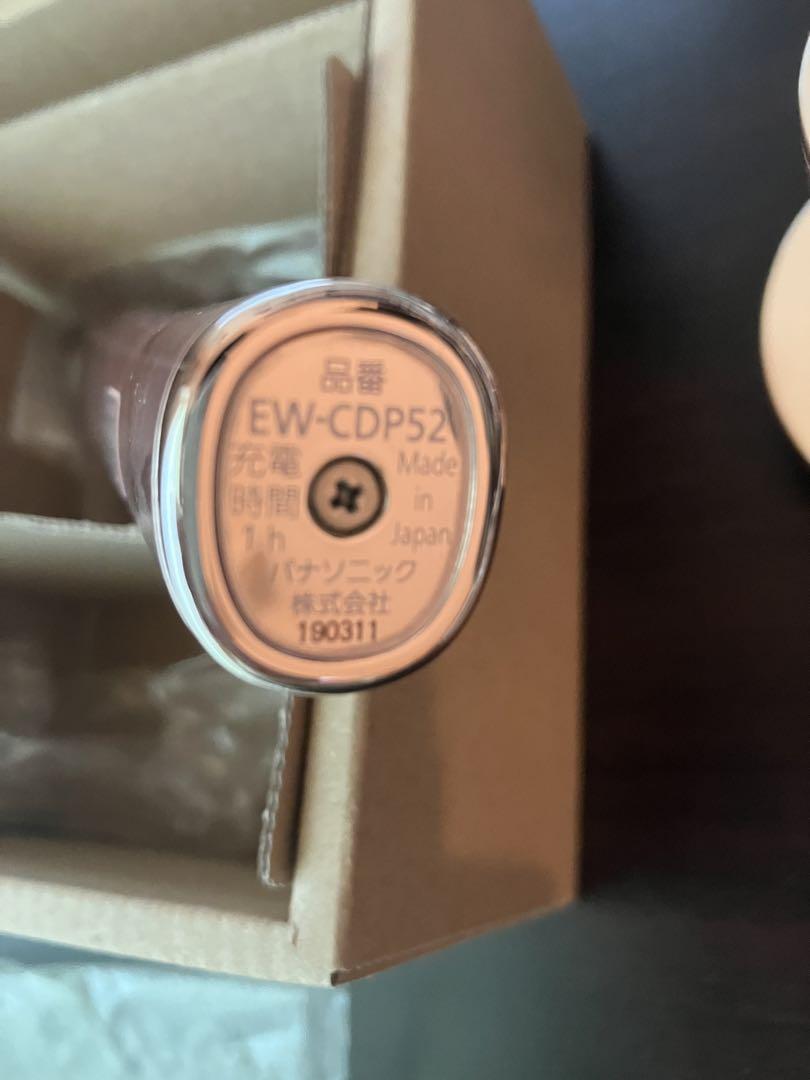 品番
EW-CDP52
充電
時間
1 h
Made
in
Japan
パナソニック
株式会社
190311